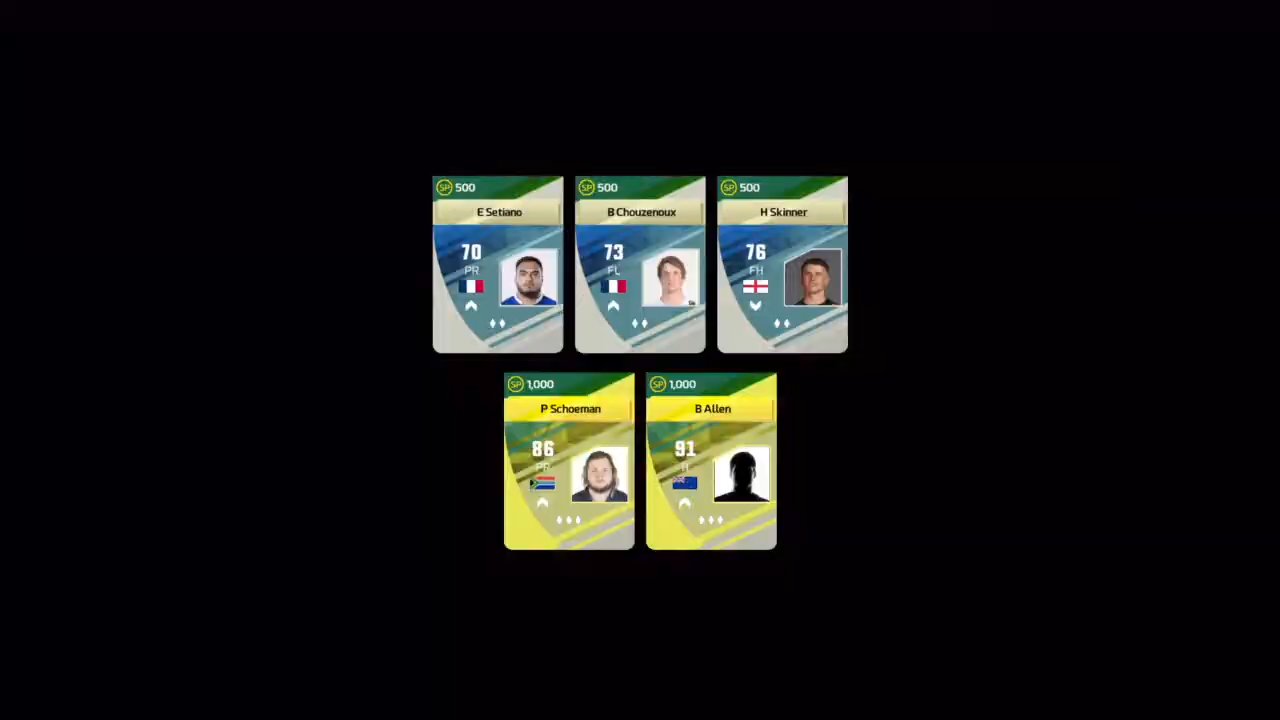 SP 500
E Setiano
70
PR
SP 500
B Chouzenoux
73
FL
SP 500
H Skinner
76
FH
SP 1,000
P Schoeman
86
PR
SP 1,000
B Allen
91